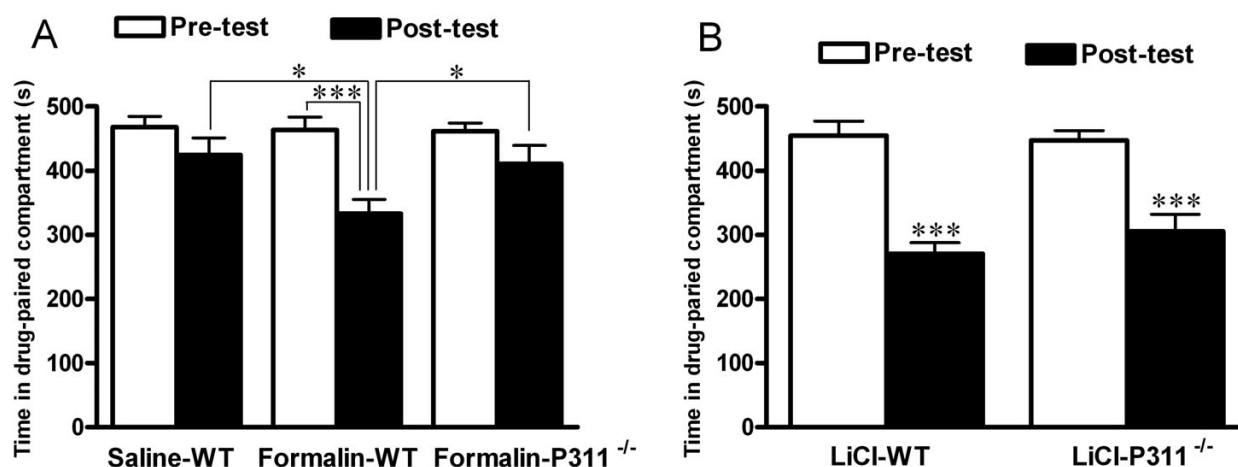 A
Pre-test
Post-test
Time in drug-paired compartment (s)
500
400
300
200
100
0
*
***
*
Saline-WT
Formalin-WT
Formalin-P311 -/-
B
Pre-test
Post-test
Time in drug-paried compartment (s)
500
400
300
200
100
0
***
***
LiCl-WT
LiCl-P311 -/-